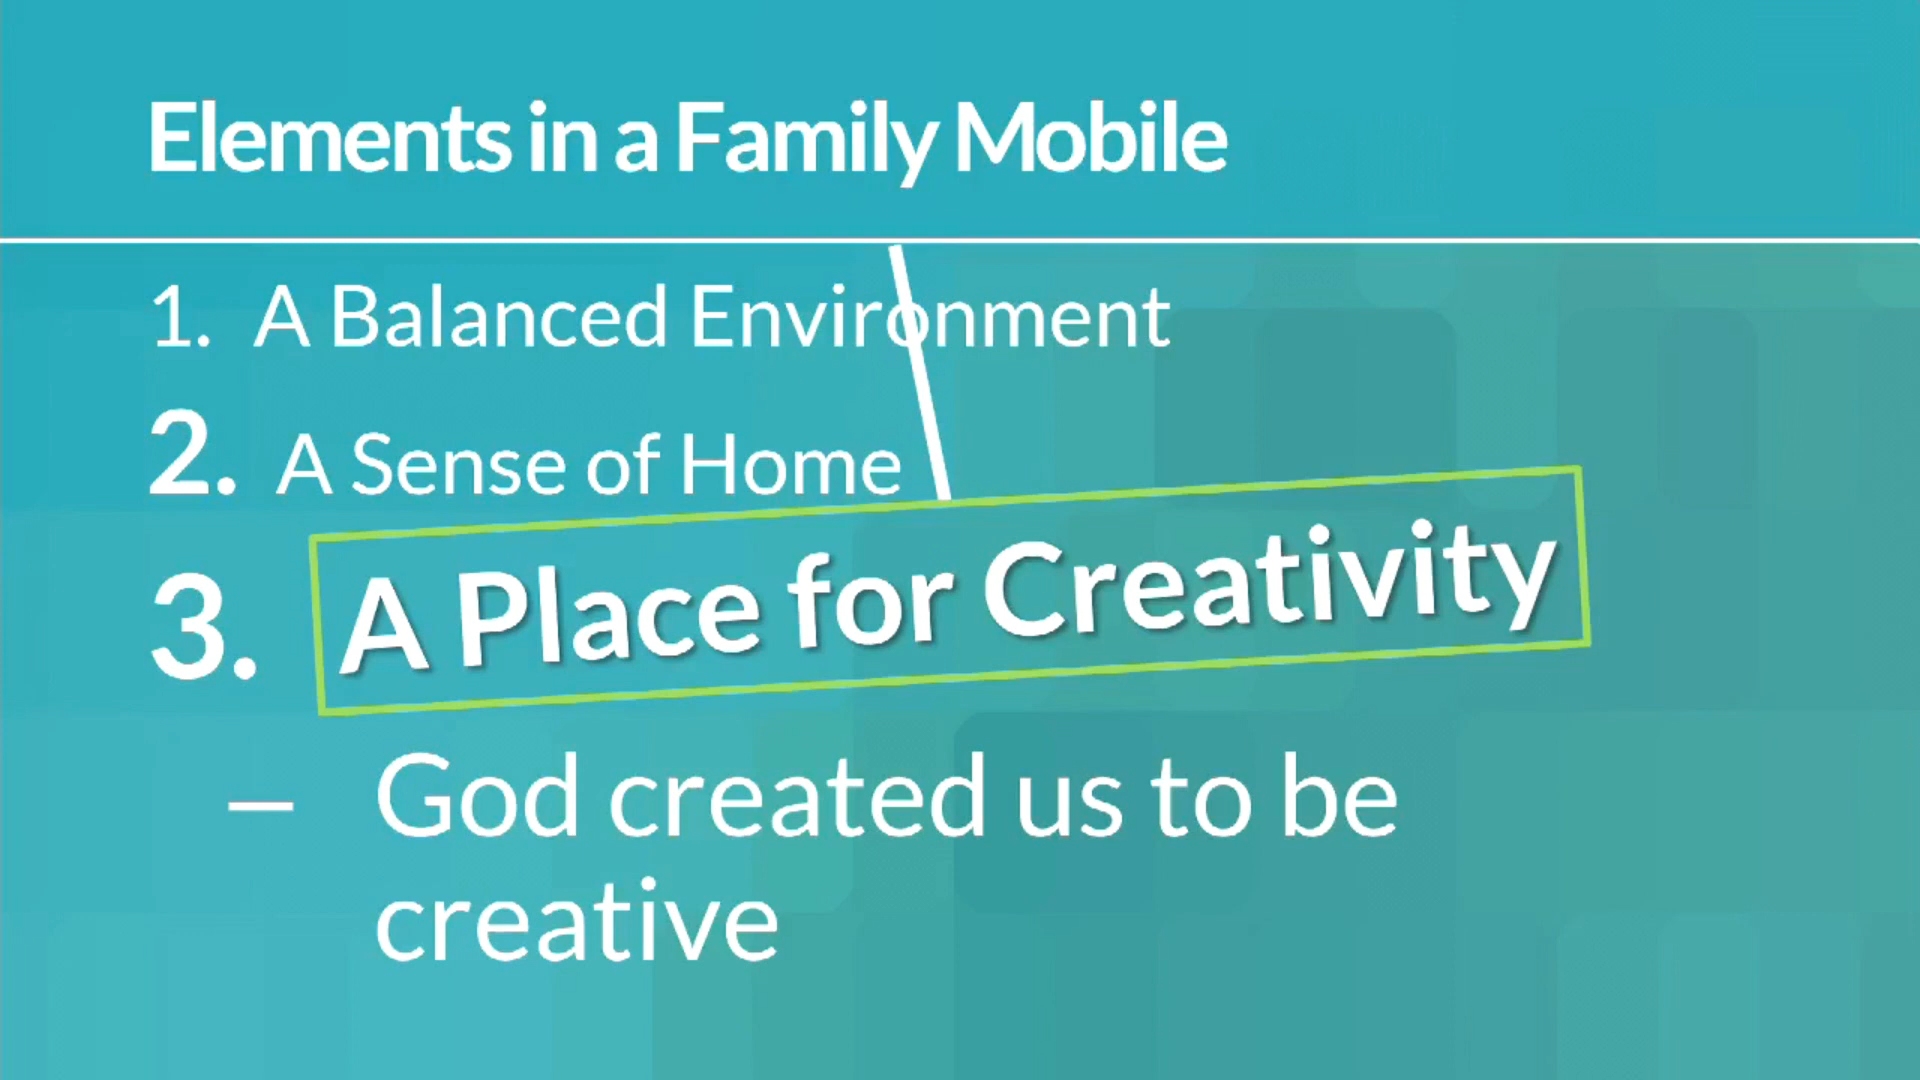 Elements in a Family Mobile
1. A Balanced Environment
2. A Sense of Home
3. A Place for Creativity
– God created us to be
creative